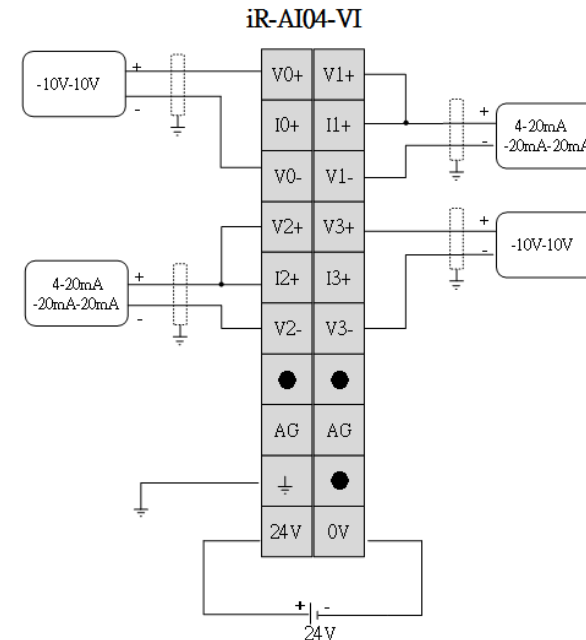 iR-AI04-VI
-10V-10V
+
-
V0+ V1+
I0+ I1+
V0- V1-
V2+ V3+
I2+ I3+
V2- V3-
AG AG
24V 0V
+
-
4-20mA
-20mA-20mA
+
-
-10V-10V
+
-
4-20mA
-20mA-20mA
+ -
24V